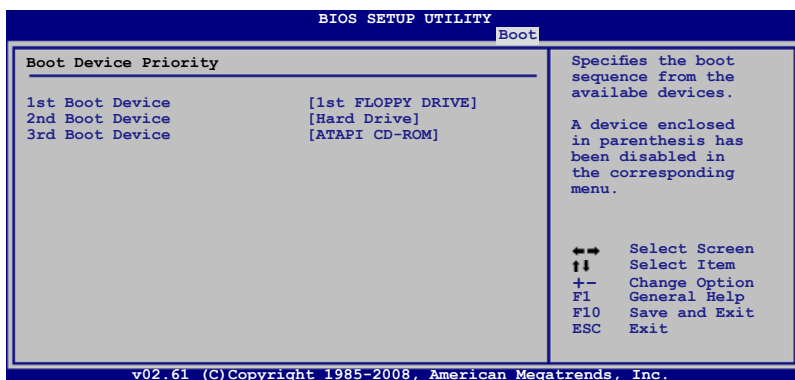 BIOS SETUP UTILITY
Boot
Boot Device Priority
1st Boot Device [1st FLOPPY DRIVE]
2nd Boot Device [Hard Drive]
3rd Boot Device [ATAPI CD-ROM]
Specifies the boot
sequence from the
availabe devices.
A device enclosed
in parenthesis has
been disabled in
the corresponding
menu.
←→ Select Screen
↑↓ Select Item
+- Change Option
F1 General Help
F10 Save and Exit
ESC Exit
v02.61 (C)Copyright 1985-2008, American Megatrends, Inc.